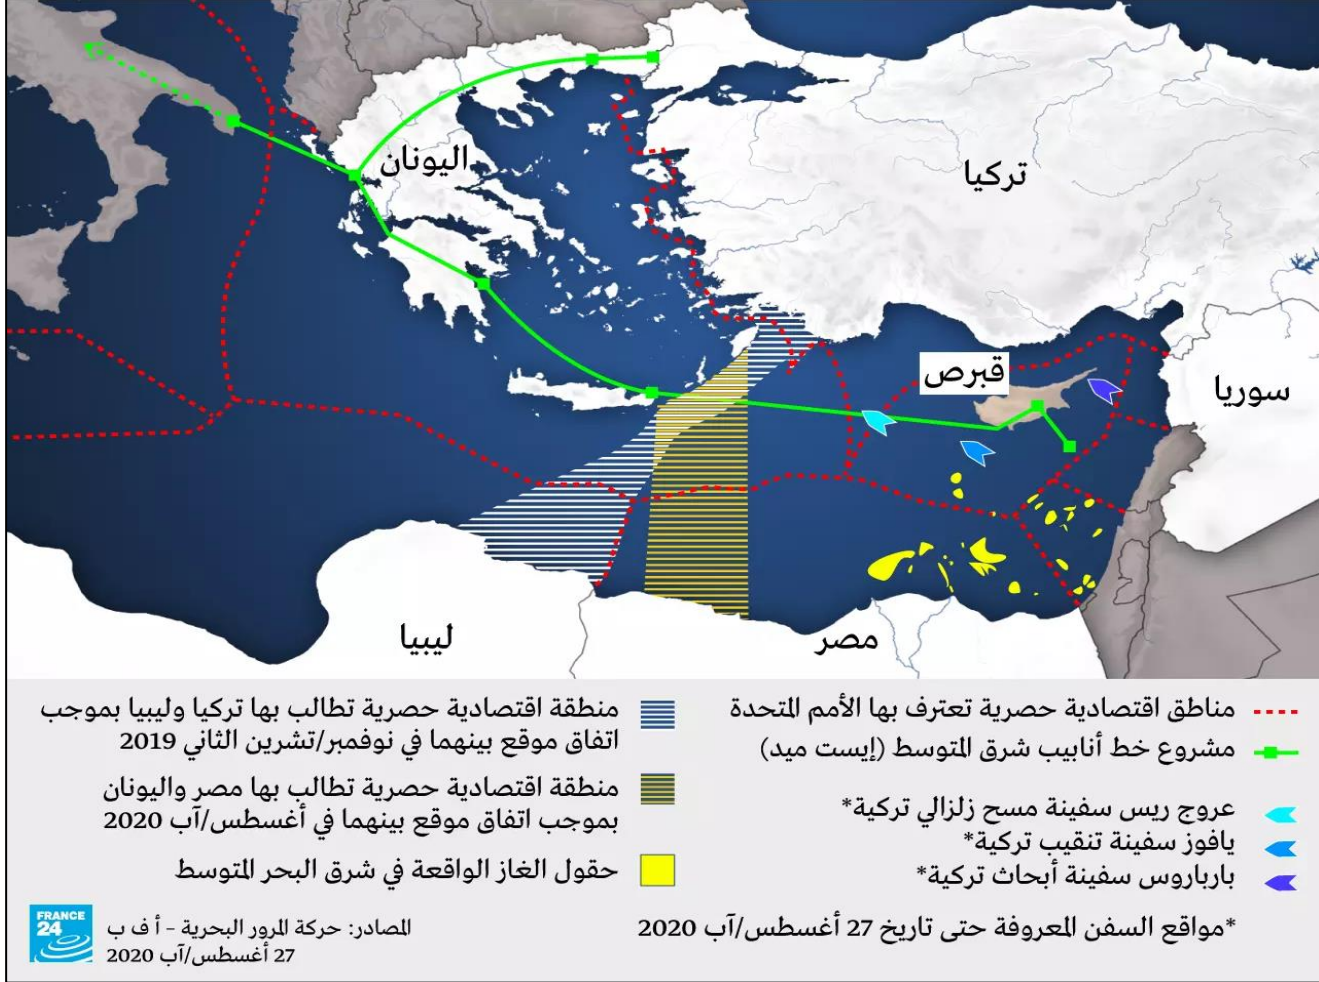 اليونان
تركيا
قبرص
سوريا
ليبيا
مصر
مناطق اقتصادية حصرية تعترف بها الأمم المتحدة
مشروع خط أنابيب شرق المتوسط (إيست ميد)
عروج ريس سفينة مسح زلزالي تركية*
يافوز سفينة تنقيب تركية*
بارباروس سفينة أبحاث تركية*
*مواقع السفن المعروفة حتى تاريخ 27 أغسطس/آب 2020
منطقة اقتصادية حصرية تطالب بها تركيا وليبيا بموجب
اتفاق موقع بينهما في نوفمبر/تشرين الثاني 2019
منطقة اقتصادية حصرية تطالب بها مصر واليونان
بموجب اتفاق موقع بينهما في أغسطس/آب 2020
حقول الغاز الواقعة في شرق البحر المتوسط
المصادر: حركة المرور البحرية - أ ف ب
27 أغسطس/آب 2020
FRANCE
24